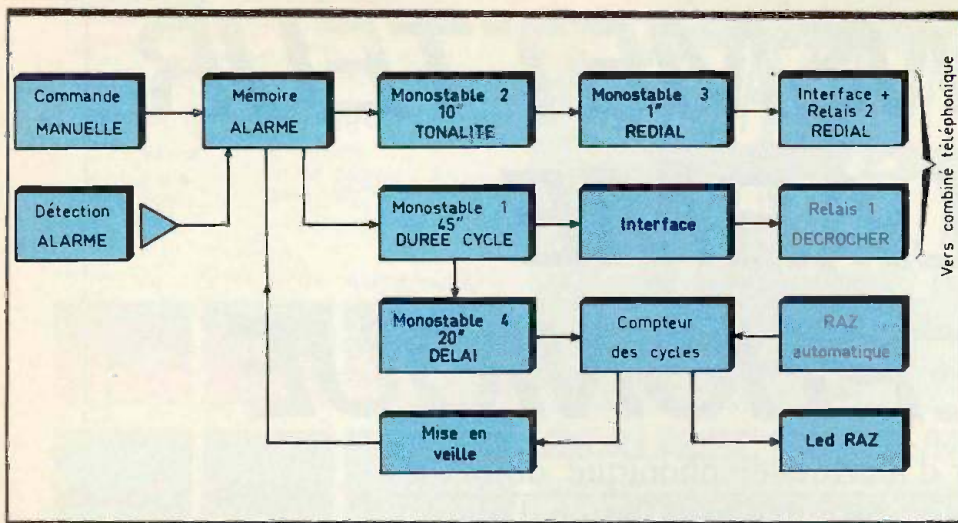 Commande
MANUELLE
Mémoire
ALARME
Monostable 2
10"
TONALITE
Monostable 3
1"
REDIAL
Interface +
Relais 2
REDIAL
Détection
ALARME
Monostable 1
45"
DUREE CYCLE
Interface
Relais 1
DECROCHER
Vers combiné téléphonique
Monostable 4
20"
DELAI
Compteur
des cycles
RAZ
automatique
Mise en
veille
Led RAZ